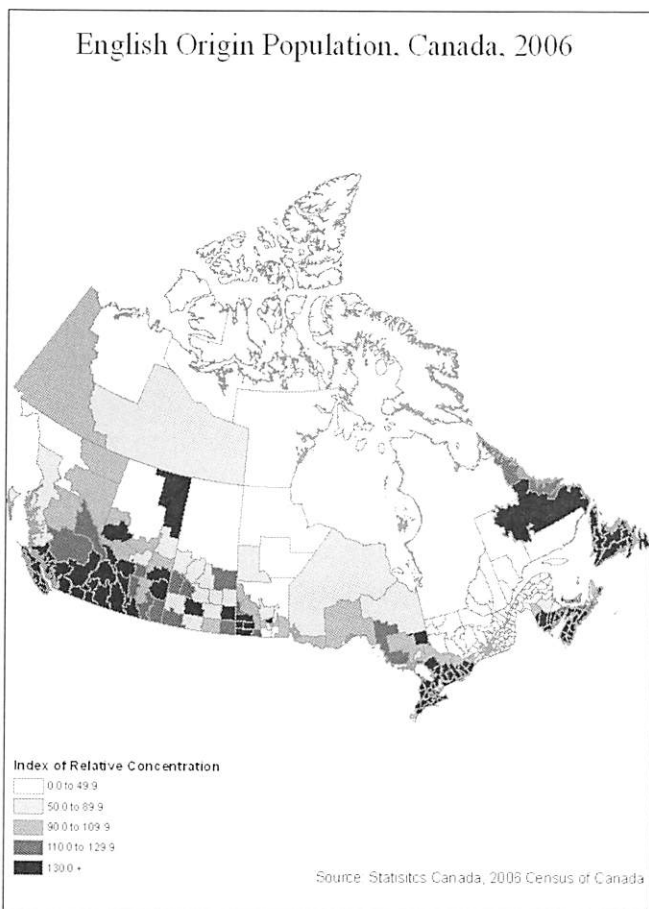 English Origin Population, Canada, 2006
Index of Relative Concentration
0.0 to 49.9
50.0 to 89.9
90.0 to 109.9
110.0 to 129.9
130.0 +
Source: Statisitcs Canada, 2006 Census of Canada